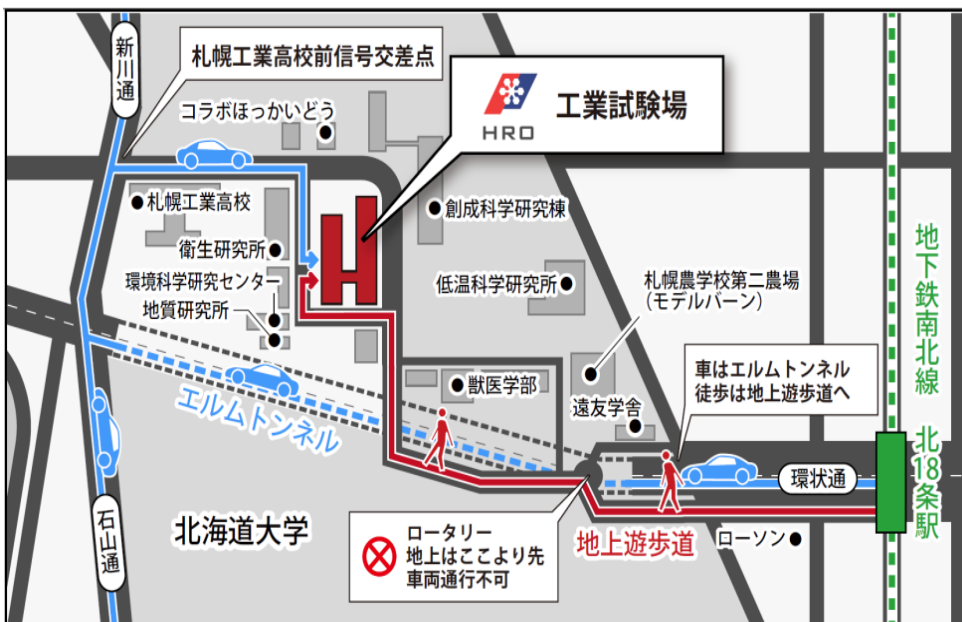 新川通
札幌工業高校前信号交差点
コラボほっかいどう
HRO
工業試験場
札幌工業高校
衛生研究所
環境科学研究センター
地質研究所
創成科学研究棟
低温科学研究所
札幌農学校第二農場
(モデルバーン)
地下鉄南北線 北18条駅
獣医学部
遠友学舎
車はエルムトンネル
徒歩は地上遊歩道へ
エルムトンネル
環状通
石山通
北海道大学
ロータリー
地上はここより先
車両通行不可
地上遊歩道
ローソン